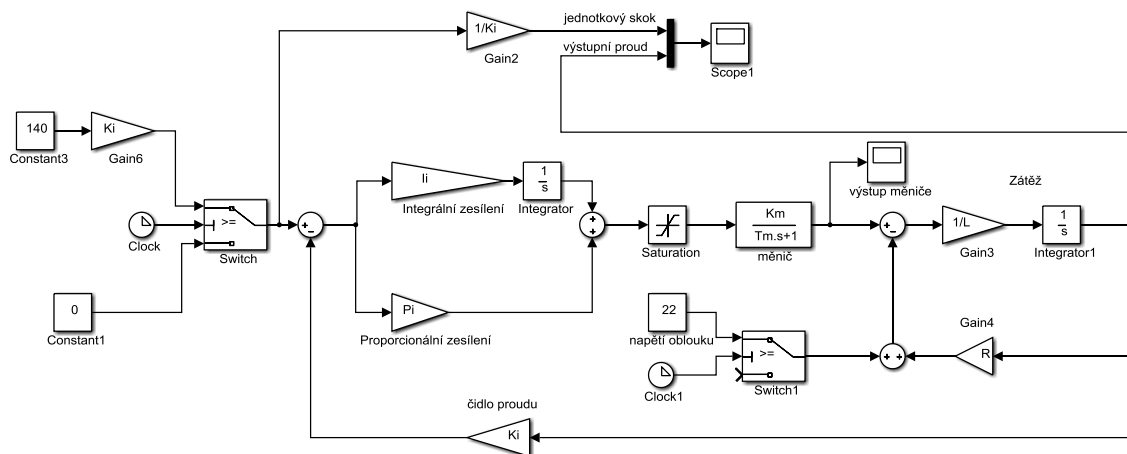 jednotkový skok
1/Ki
Gain2
výstupní proud
Scope1
140
Constant3
Ki
Gain6
Ii
Integrální zesílení
1
s
Integrator
výstup měniče
Zátěž
Clock
>=
Switch
+
−
+
+
Saturation
Km
Tm.s+1
měnič
+
−
1/L
Gain3
1
s
Integrator1
0
Constant1
Pi
Proporcionální zesílení
22
napětí oblouku
Gain4
>=
+ +
R
Clock1
Switch1
čidlo proudu
Ki